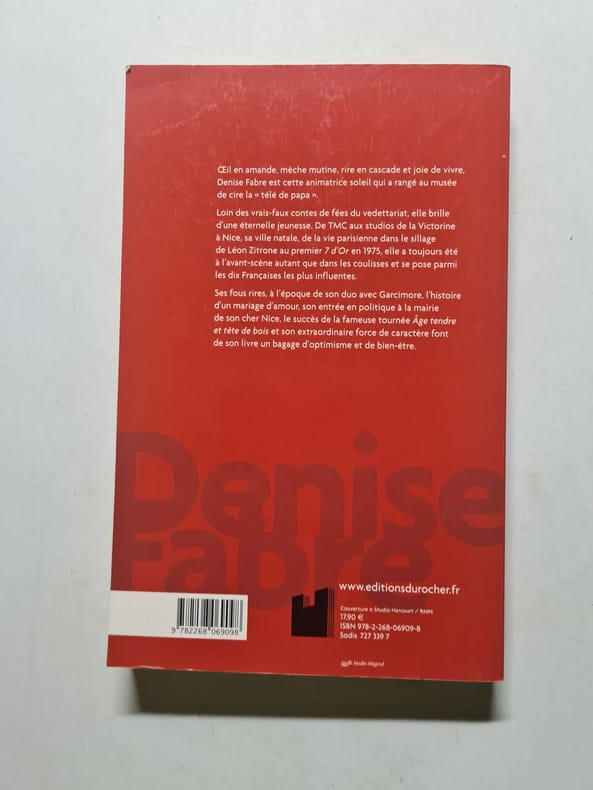 Œil en amande, mèche mutine, rire en cascade et joie de vivre,
Denise Fabre est cette animatrice soleil qui a rangé au musée
de cire la « télé de papa ».
Loin des vrais-faux contes de fées du vedettariat, elle brille
d'une éternelle jeunesse. De TMC aux studios de la Victorine
à Nice, sa ville natale, de la vie parisienne dans le sillage
de Léon Zitrone au premier 7 d'Or en 1975, elle a toujours été
à l'avant-scène autant que dans les coulisses et se pose parmi
les dix Françaises les plus influentes.
Ses fous rires, à l'époque de son duo avec Garcimore, l'histoire
d'un mariage d'amour, son entrée en politique à la mairie
de son cher Nice, le succès de la fameuse tournée Âge tendre
et tête de bois et son extraordinaire force de caractère font
de son livre un bagage d'optimisme et de bien-être.
Denise
Fabre
www.editionsdurocher.fr
Couverture © Studio Harcourt / RMN
17,90 €
ISBN 978-2-268-06909-8
Sodis 727 339 7
9 782268 069098